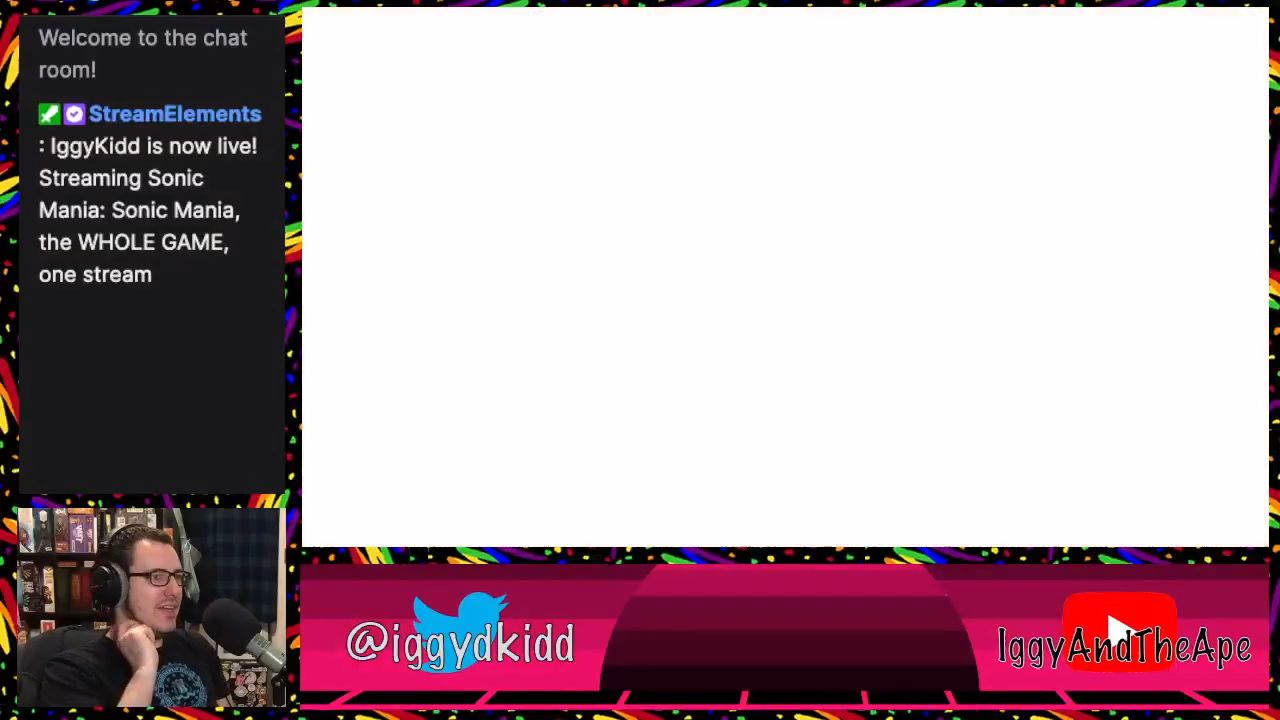 Welcome to the chat
room!
StreamElements
: IggyKidd is now live!
Streaming Sonic
Mania: Sonic Mania,
the WHOLE GAME,
one stream
@iggydkidd
IggyAndTheApe